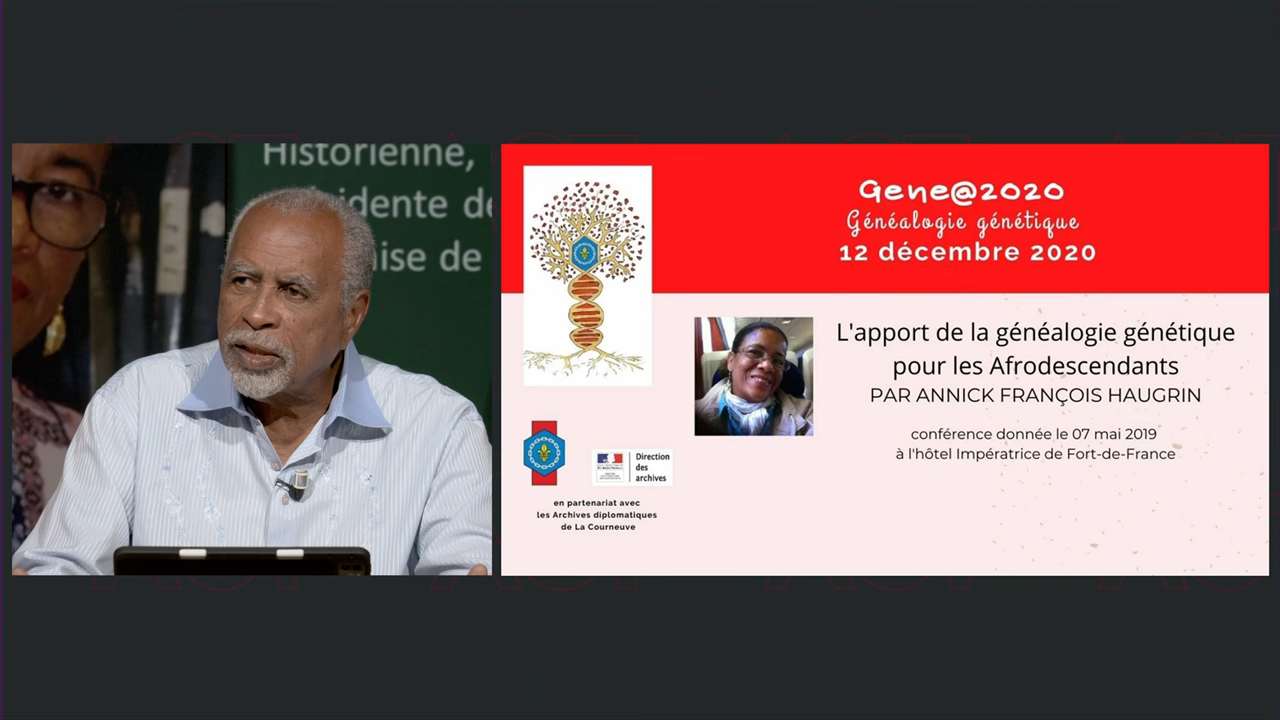 Historienne,
idente de
ise de
Gene@2020
Généalogie génétique
12 décembre 2020
L'apport de la généalogie génétique
pour les Afrodescendants
PAR ANNICK FRANÇOIS HAUGRIN
conférence donnée le 07 mai 2019
à l'hôtel Impératrice de Fort-de-France
Direction
des
archives
en partenariat avec
les Archives diplomatiques
de La Courneuve